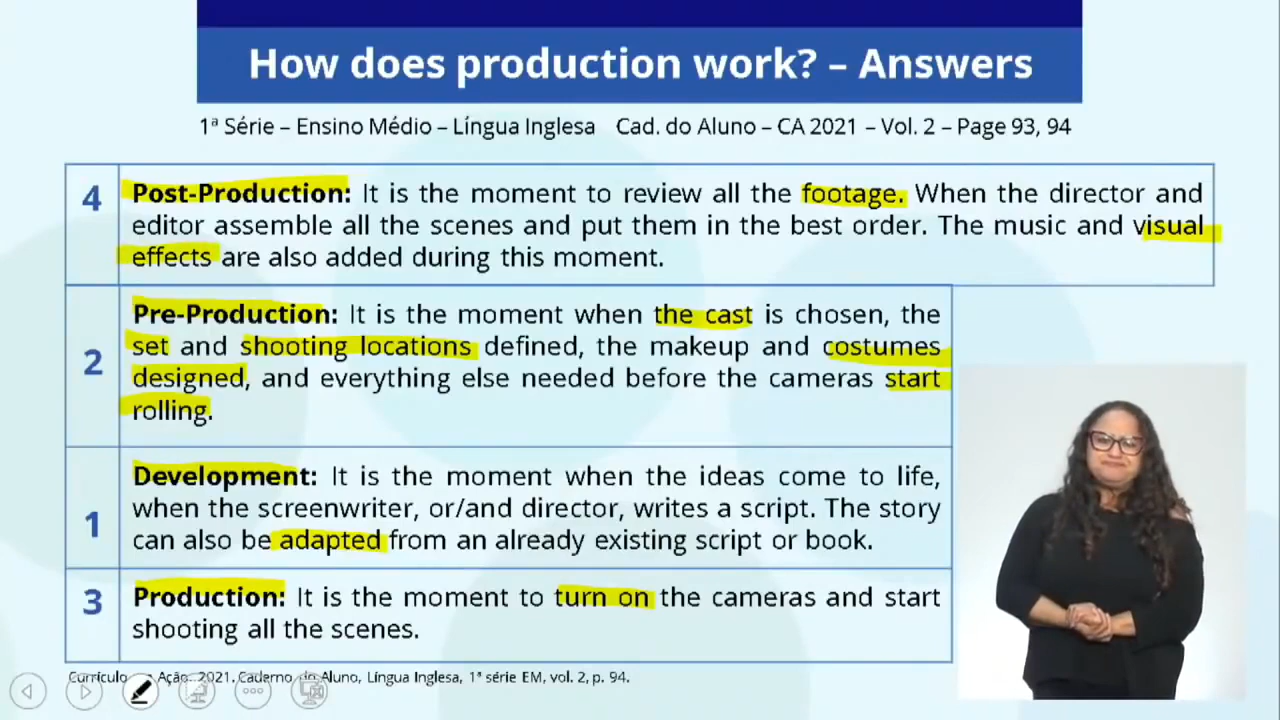 How does production work? – Answers
1ª Série – Ensino Médio – Língua Inglesa Cad. do Aluno – CA 2021 – Vol. 2 – Page 93, 94
4
Post-Production: It is the moment to review all the footage. When the director and
editor assemble all the scenes and put them in the best order. The music and visual
effects are also added during this moment.
2
Pre-Production: It is the moment when the cast is chosen, the
set and shooting locations defined, the makeup and costumes
designed, and everything else needed before the cameras start
rolling.
1
Development: It is the moment when the ideas come to life,
when the screenwriter, or/and director, writes a script. The story
can also be adapted from an already existing script or book.
3
Production: It is the moment to turn on the cameras and start
shooting all the scenes.
Currículo Ação. 2021. Caderno do Aluno, Língua Inglesa, 1ª série EM, vol. 2, p. 94.